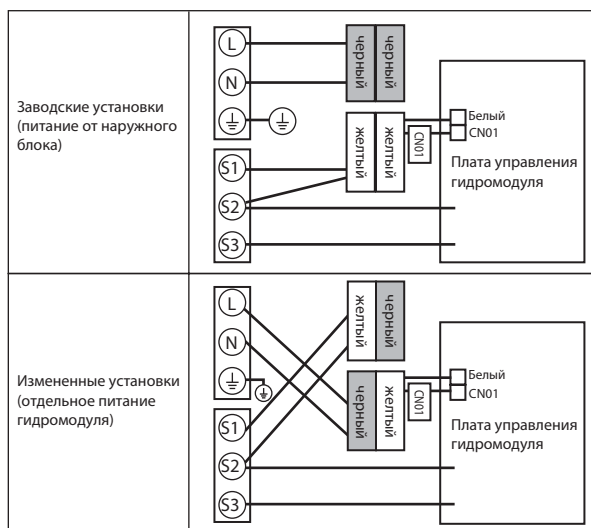 Заводские установки
(питание от наружного
блока)
L
N
S1
S2
S3
черный
черный
желтый
желтый
CN01
Белый
CN01
Плата управления
гидромодуля
Измененные установки
(отдельное питание
гидромодуля)
L
N
S1
S2
S3
желтый
черный
черный
желтый
CN01
Белый
CN01
Плата управления
гидромодуля